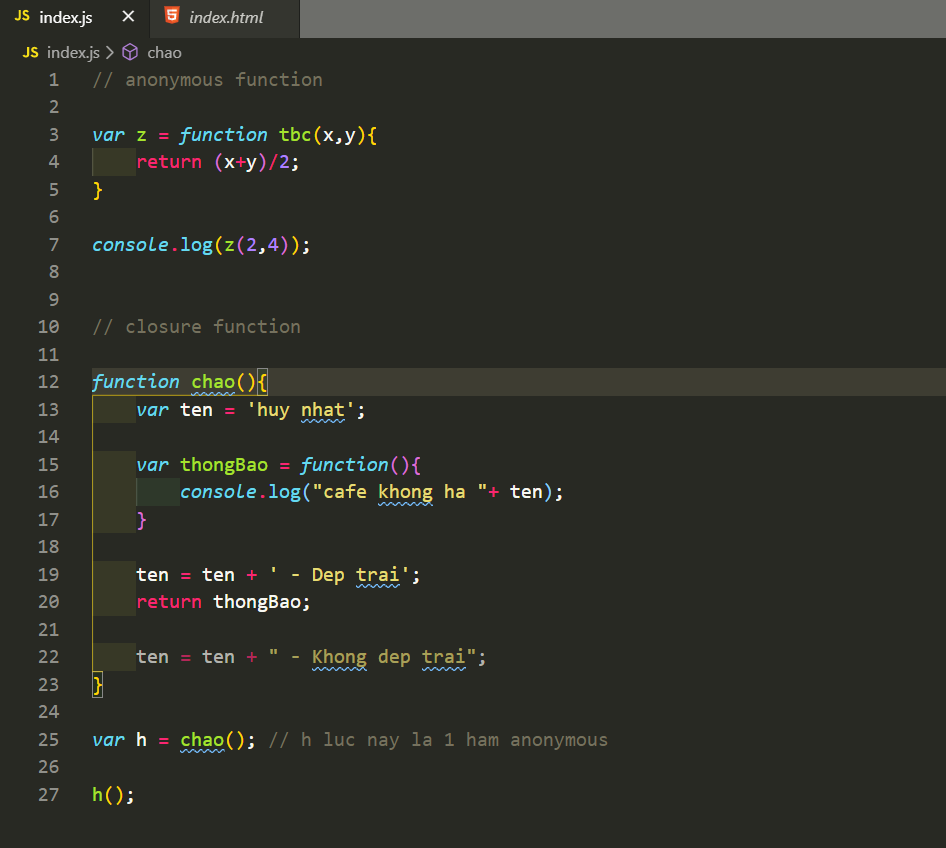 JS index.js × 5 index.html
JS index.js > chao
1 // anonymous function
2
3 var z = function tbc(x,y){
4     return (x+y)/2;
5 }
6
7 console.log(z(2,4));
8
9
10 // closure function
11
12 function chao(){
13     var ten = 'huy nhat';
14
15     var thongBao = function(){
16         console.log("cafe khong ha "+ ten);
17     }
18
19     ten = ten + ' - Dep trai';
20     return thongBao;
21
22     ten = ten + " - Khong dep trai";
23 }
24
25 var h = chao(); // h luc nay la 1 ham anonymous
26
27 h();